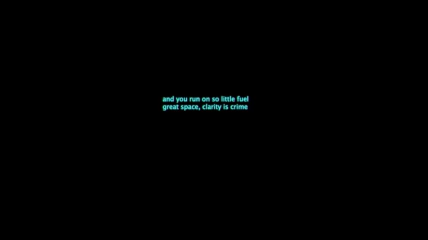 and you run on so little fuel
great space, clarity is crime